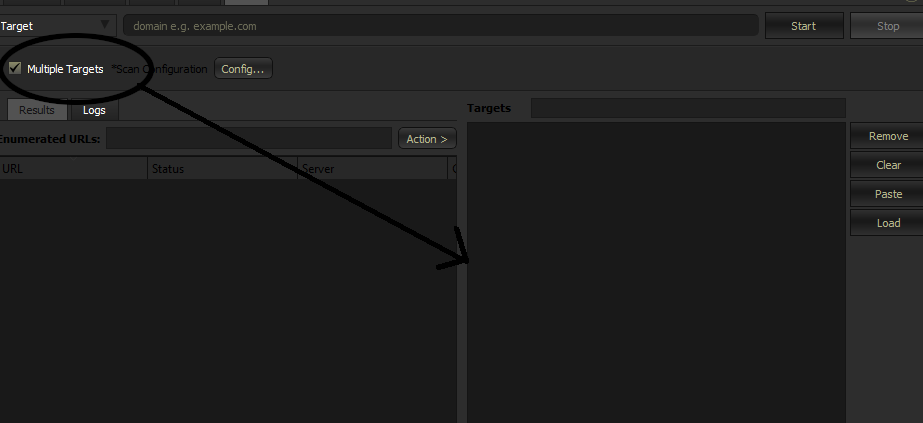 Target domain e.g. example.com Start Stop
Multiple Targets *Scan Configuration Config...
Results Logs Targets
Enumerated URLs: Action > Remove
URL Status Server Clear
Paste
Load